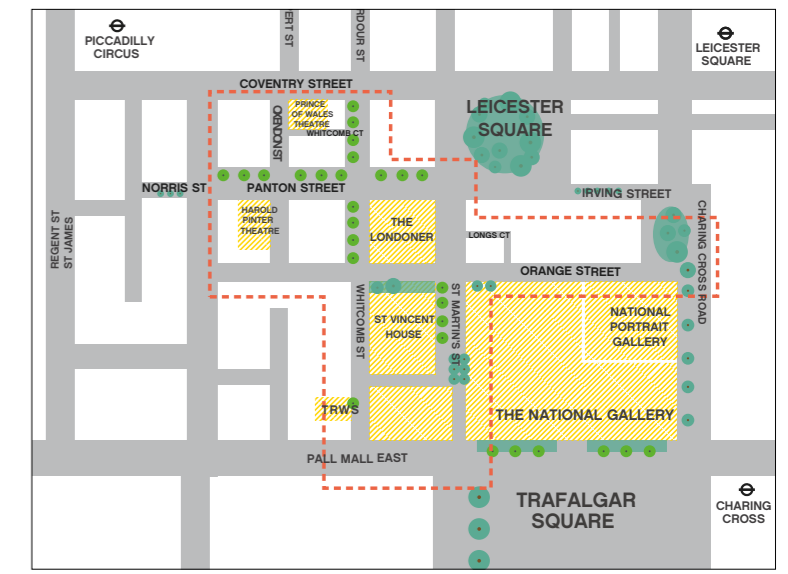 ERT ST
RDOUR ST
PICCADILLY
CIRCUS
LEICESTER
SQUARE
COVENTRY STREET
LEICESTER
SQUARE
PRINCE
OF WALES
THEATRE
WHITCOMB CT
OXENDON ST
NORRIS ST
PANTON STREET
IRVING STREET
REGENT ST
ST JAMES
HAROLD
PINTER
THEATRE
THE
LONDONER
LONGS CT
CHARING CROSS ROAD
ORANGE STREET
WHITCOMB ST
ST VINCENT
HOUSE
ST MARTIN'S ST
NATIONAL
PORTRAIT
GALLERY
TRWS
THE NATIONAL GALLERY
PALL MALL EAST
TRAFALGAR
SQUARE
CHARING
CROSS